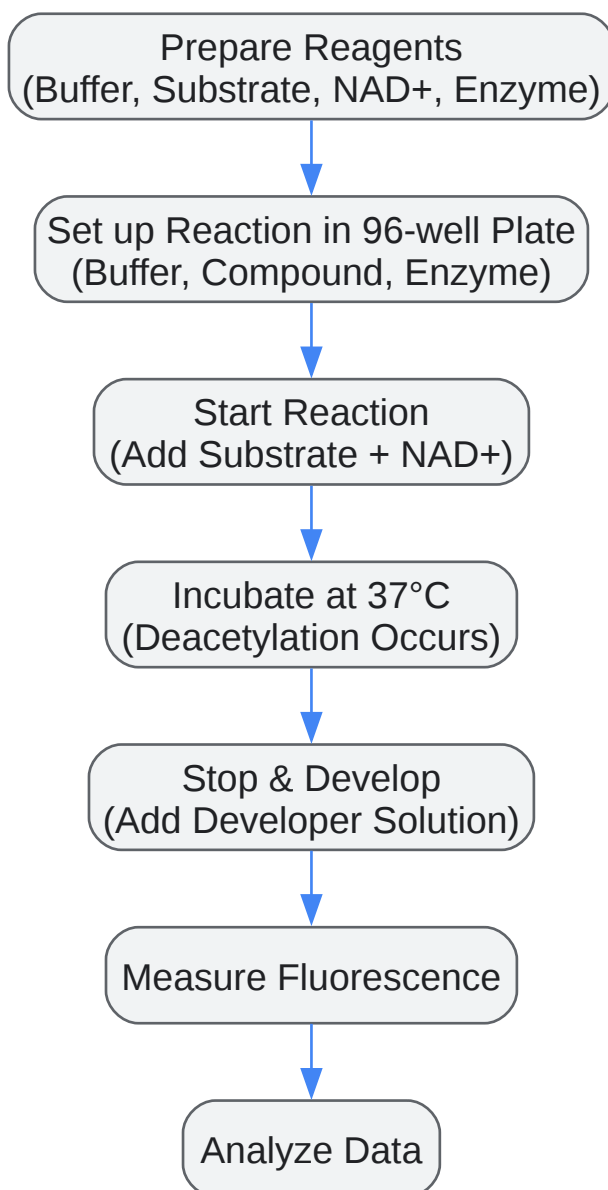 Prepare Reagents
(Buffer, Substrate, NAD+, Enzyme)
Set up Reaction in 96-well Plate
(Buffer, Compound, Enzyme)
Start Reaction
(Add Substrate + NAD+)
Incubate at 37°C
(Deacetylation Occurs)
Stop & Develop
(Add Developer Solution)
Measure Fluorescence
Analyze Data